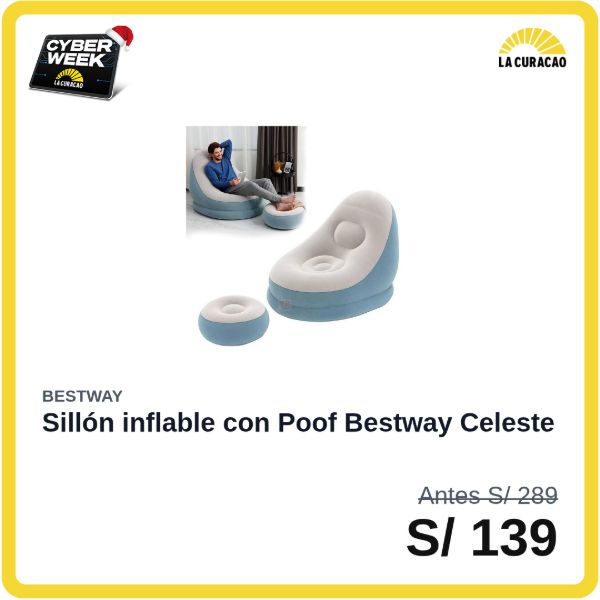 CYBER
WEEK
LA CURACAO
LA CURACAO
BESTWAY
Sillón inflable con Poof Bestway Celeste
Antes S/ 289
S/ 139